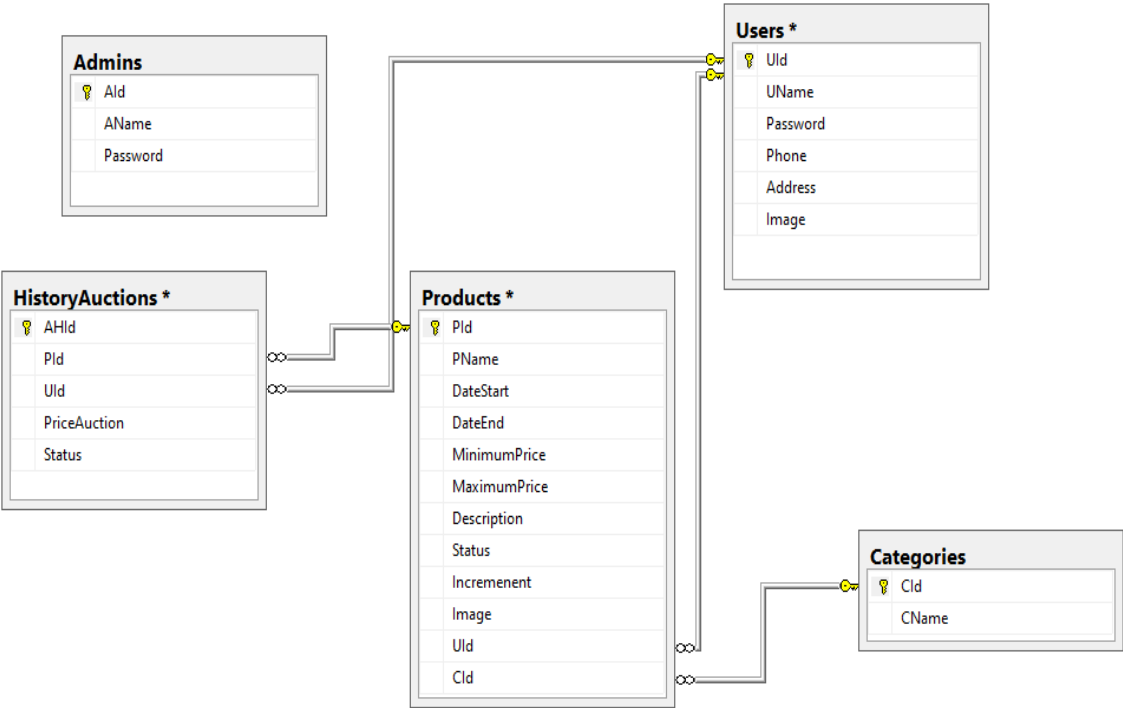 Admins
AId
AName
Password
Users *
UId
UName
Password
Phone
Address
Image
HistoryAuctions *
AHId
PId
UId
PriceAuction
Status
Products *
PId
PName
DateStart
DateEnd
MinimumPrice
MaximumPrice
Description
Status
Incremenent
Image
UId
CId
Categories
CId
CName